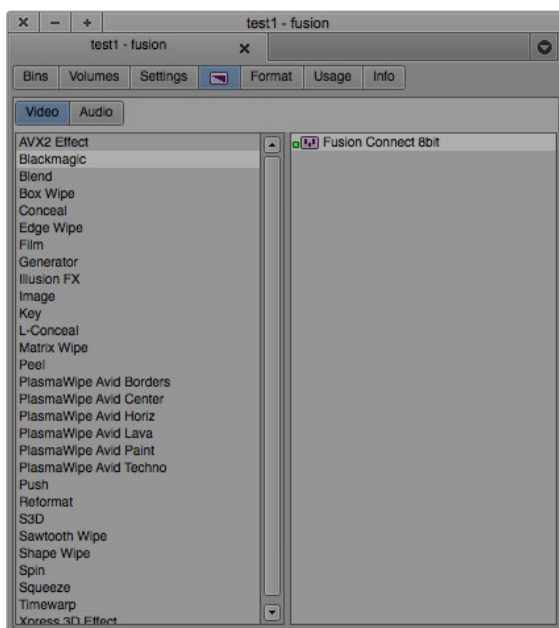 test1 - fusion
test1 - fusion
Bins Volumes Settings Format Usage Info
Video Audio
AVX2 Effect
Blackmagic
Blend
Box Wipe
Conceal
Edge Wipe
Film
Generator
Illusion FX
Image
Key
L-Conceal
Matrix Wipe
Peel
PlasmaWipe Avid Borders
PlasmaWipe Avid Center
PlasmaWipe Avid Horiz
PlasmaWipe Avid Lava
PlasmaWipe Avid Paint
PlasmaWipe Avid Techno
Push
Reformat
S3D
Sawtooth Wipe
Shape Wipe
Spin
Squeeze
Timewarp
Xpress 3D Effect
Fusion Connect 8bit